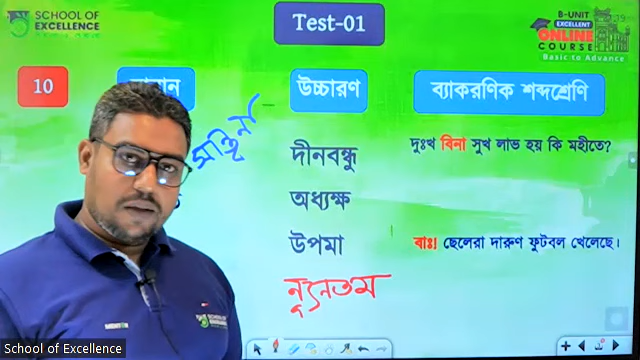 SCHOOL OF
EXCELLENCE
Test-01
B-UNIT
EXCELLENT
ONLINE
COURSE
Basic to Advance
10
উচ্চারণ
ব্যাকরণিক শব্দশ্রেণি
দীনবন্ধু
দুঃখ বিনা সুখ লাভ হয় কি মহীতে?
অধ্যক্ষ
উপমা
বাঃ! ছেলেরা দারুণ ফুটবল খেলেছে।
ন্যূনতম
School of Excellence